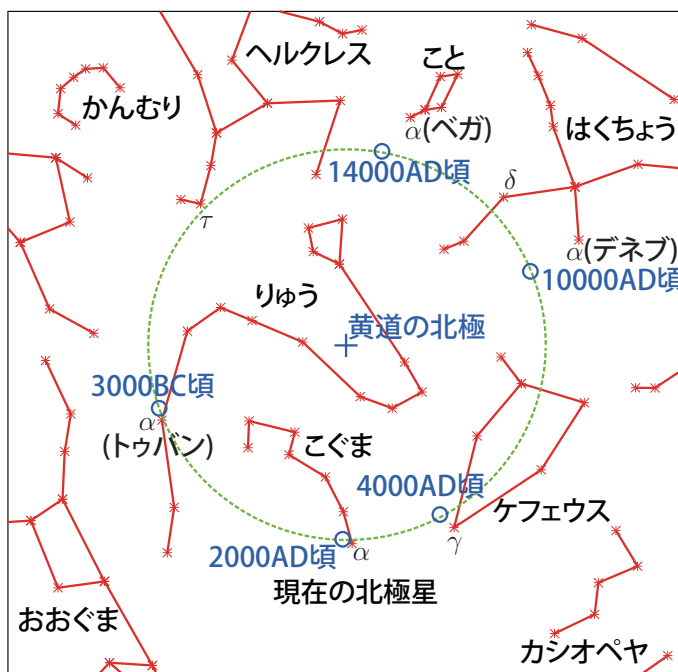 ヘルクレス
こと
かんむり
α(ベガ)
はくちょう
14000AD頃
δ
τ
α(デネブ)
10000AD頃
りゅう
黄道の北極
3000BC頃
α
(トゥバン)
こぐま
4000AD頃
ケフェウス
γ
2000AD頃
α
現在の北極星
おおぐま
カシオペヤ